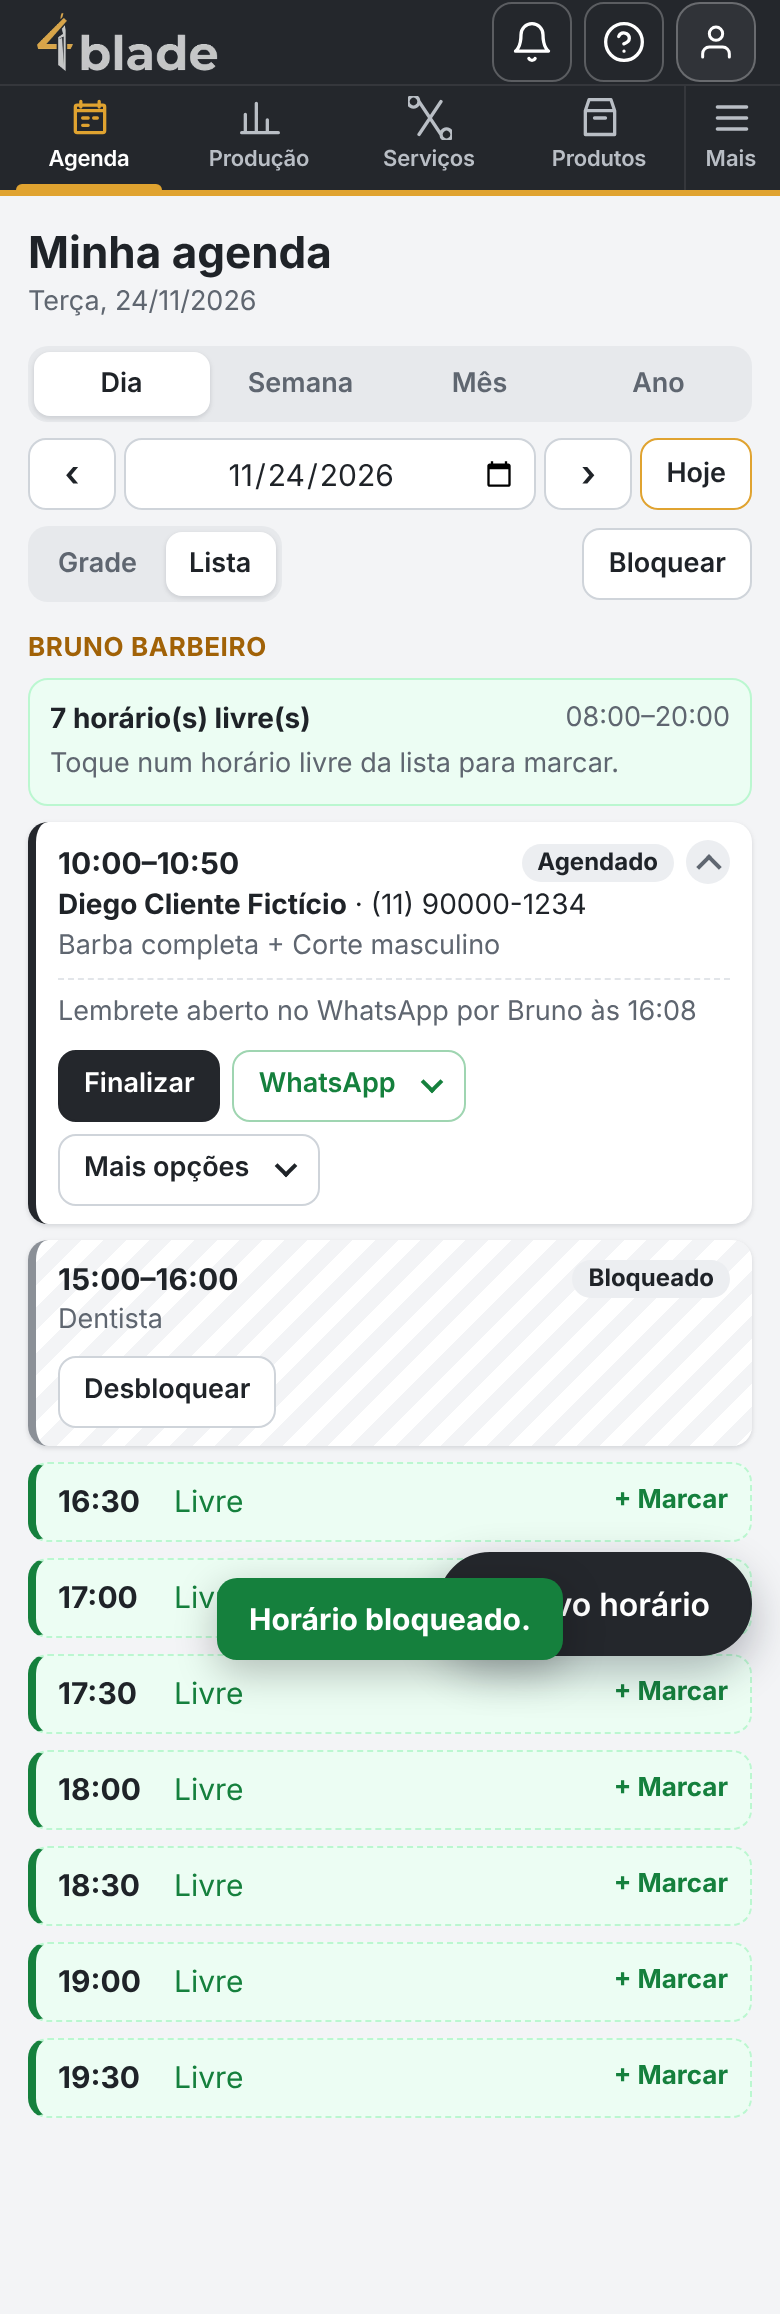 4blade
Agenda
Produção
Serviços
Produtos
Mais
Minha agenda
Terça, 24/11/2026
Dia
Semana
Mês
Ano
‹
11/24/2026
›
Hoje
Grade
Lista
Bloquear
BRUNO BARBEIRO
7 horário(s) livre(s)
08:00–20:00
Toque num horário livre da lista para marcar.
10:00–10:50
Agendado
Diego Cliente Fictício · (11) 90000-1234
Barba completa + Corte masculino
Lembrete aberto no WhatsApp por Bruno às 16:08
Finalizar
WhatsApp
Mais opções
15:00–16:00
Bloqueado
Dentista
Desbloquear
16:30 Livre + Marcar
17:00
Horário bloqueado.
horário
17:30 Livre + Marcar
18:00 Livre + Marcar
18:30 Livre + Marcar
19:00 Livre + Marcar
19:30 Livre + Marcar